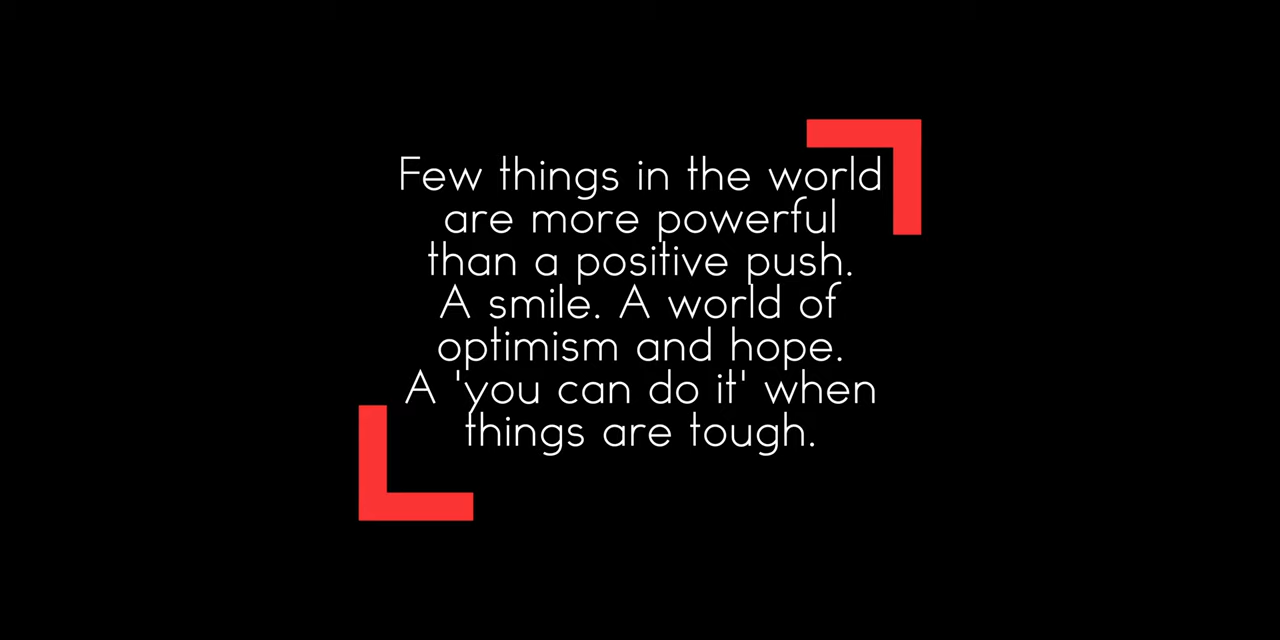 Few things in the world
are more powerful
than a positive push.
A smile. A world of
optimism and hope.
A 'you can do it' when
things are tough.